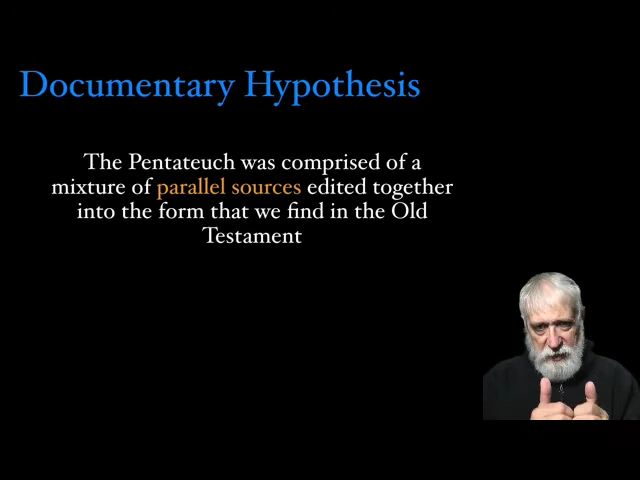 Documentary Hypothesis
The Pentateuch was comprised of a
mixture of parallel sources edited together
into the form that we find in the Old
Testament